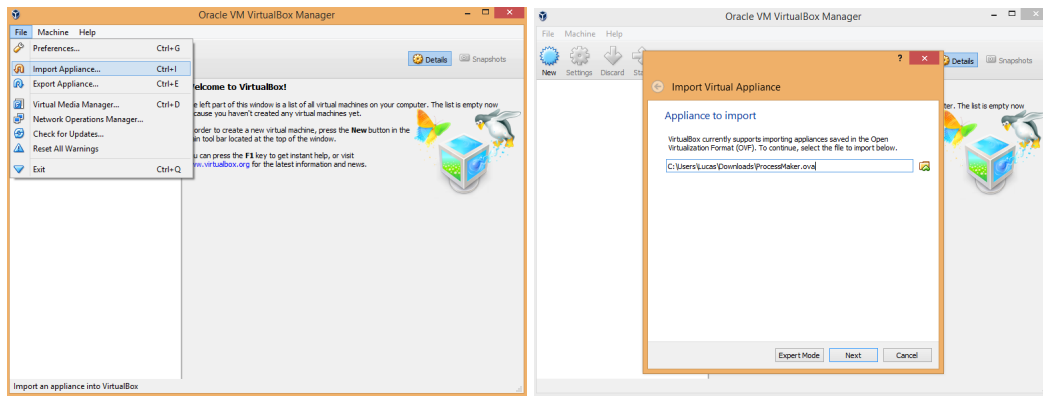 Oracle VM VirtualBox Manager
File Machine Help
Preferences... Ctrl+G
Import Appliance... Ctrl+I
Export Appliance... Ctrl+E
Virtual Media Manager... Ctrl+D
Network Operations Manager...
Check for Updates...
Reset All Warnings
Exit Ctrl+Q
Details Snapshots
elcome to VirtualBox!
e left part of this window is a list of all virtual machines on your computer. The list is empty now
cause you haven't created any virtual machines yet.
order to create a new virtual machine, press the New button in the
in tool bar located at the top of the window.
u can press the F1 key to get instant help, or visit
w.virtualbox.org for the latest information and news.
Import an appliance into VirtualBox
Oracle VM VirtualBox Manager
File Machine Help
New Settings Discard Sta
Details Snapshots
ter. The list is empty now
?
Import Virtual Appliance
Appliance to import
VirtualBox currently supports importing appliances saved in the Open
Virtualization Format (OVF). To continue, select the file to import below.
C:\Users\Lucas\Downloads\ProcessMaker.ova
Expert Mode Next Cancel